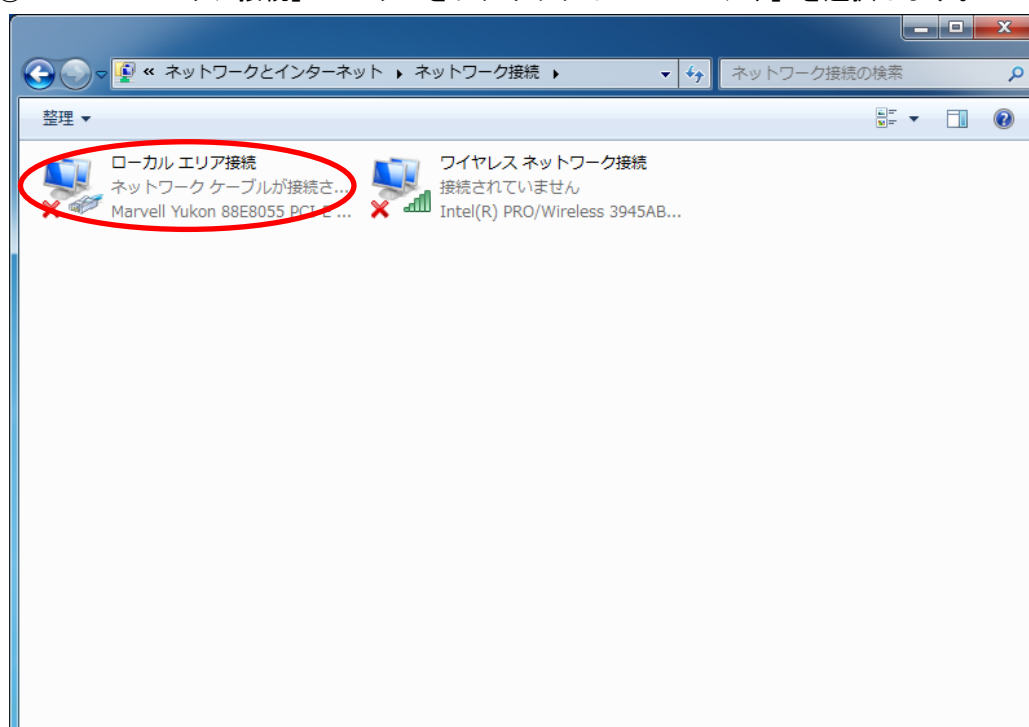 « ネットワークとインターネット ▸ ネットワーク接続 ▸
ネットワーク接続の検索
整理 ▼
ローカル エリア接続
ネットワーク ケーブルが接続さ...
Marvell Yukon 88E8055 PCI-E ...
ワイヤレス ネットワーク接続
接続されていません
Intel(R) PRO/Wireless 3945AB...